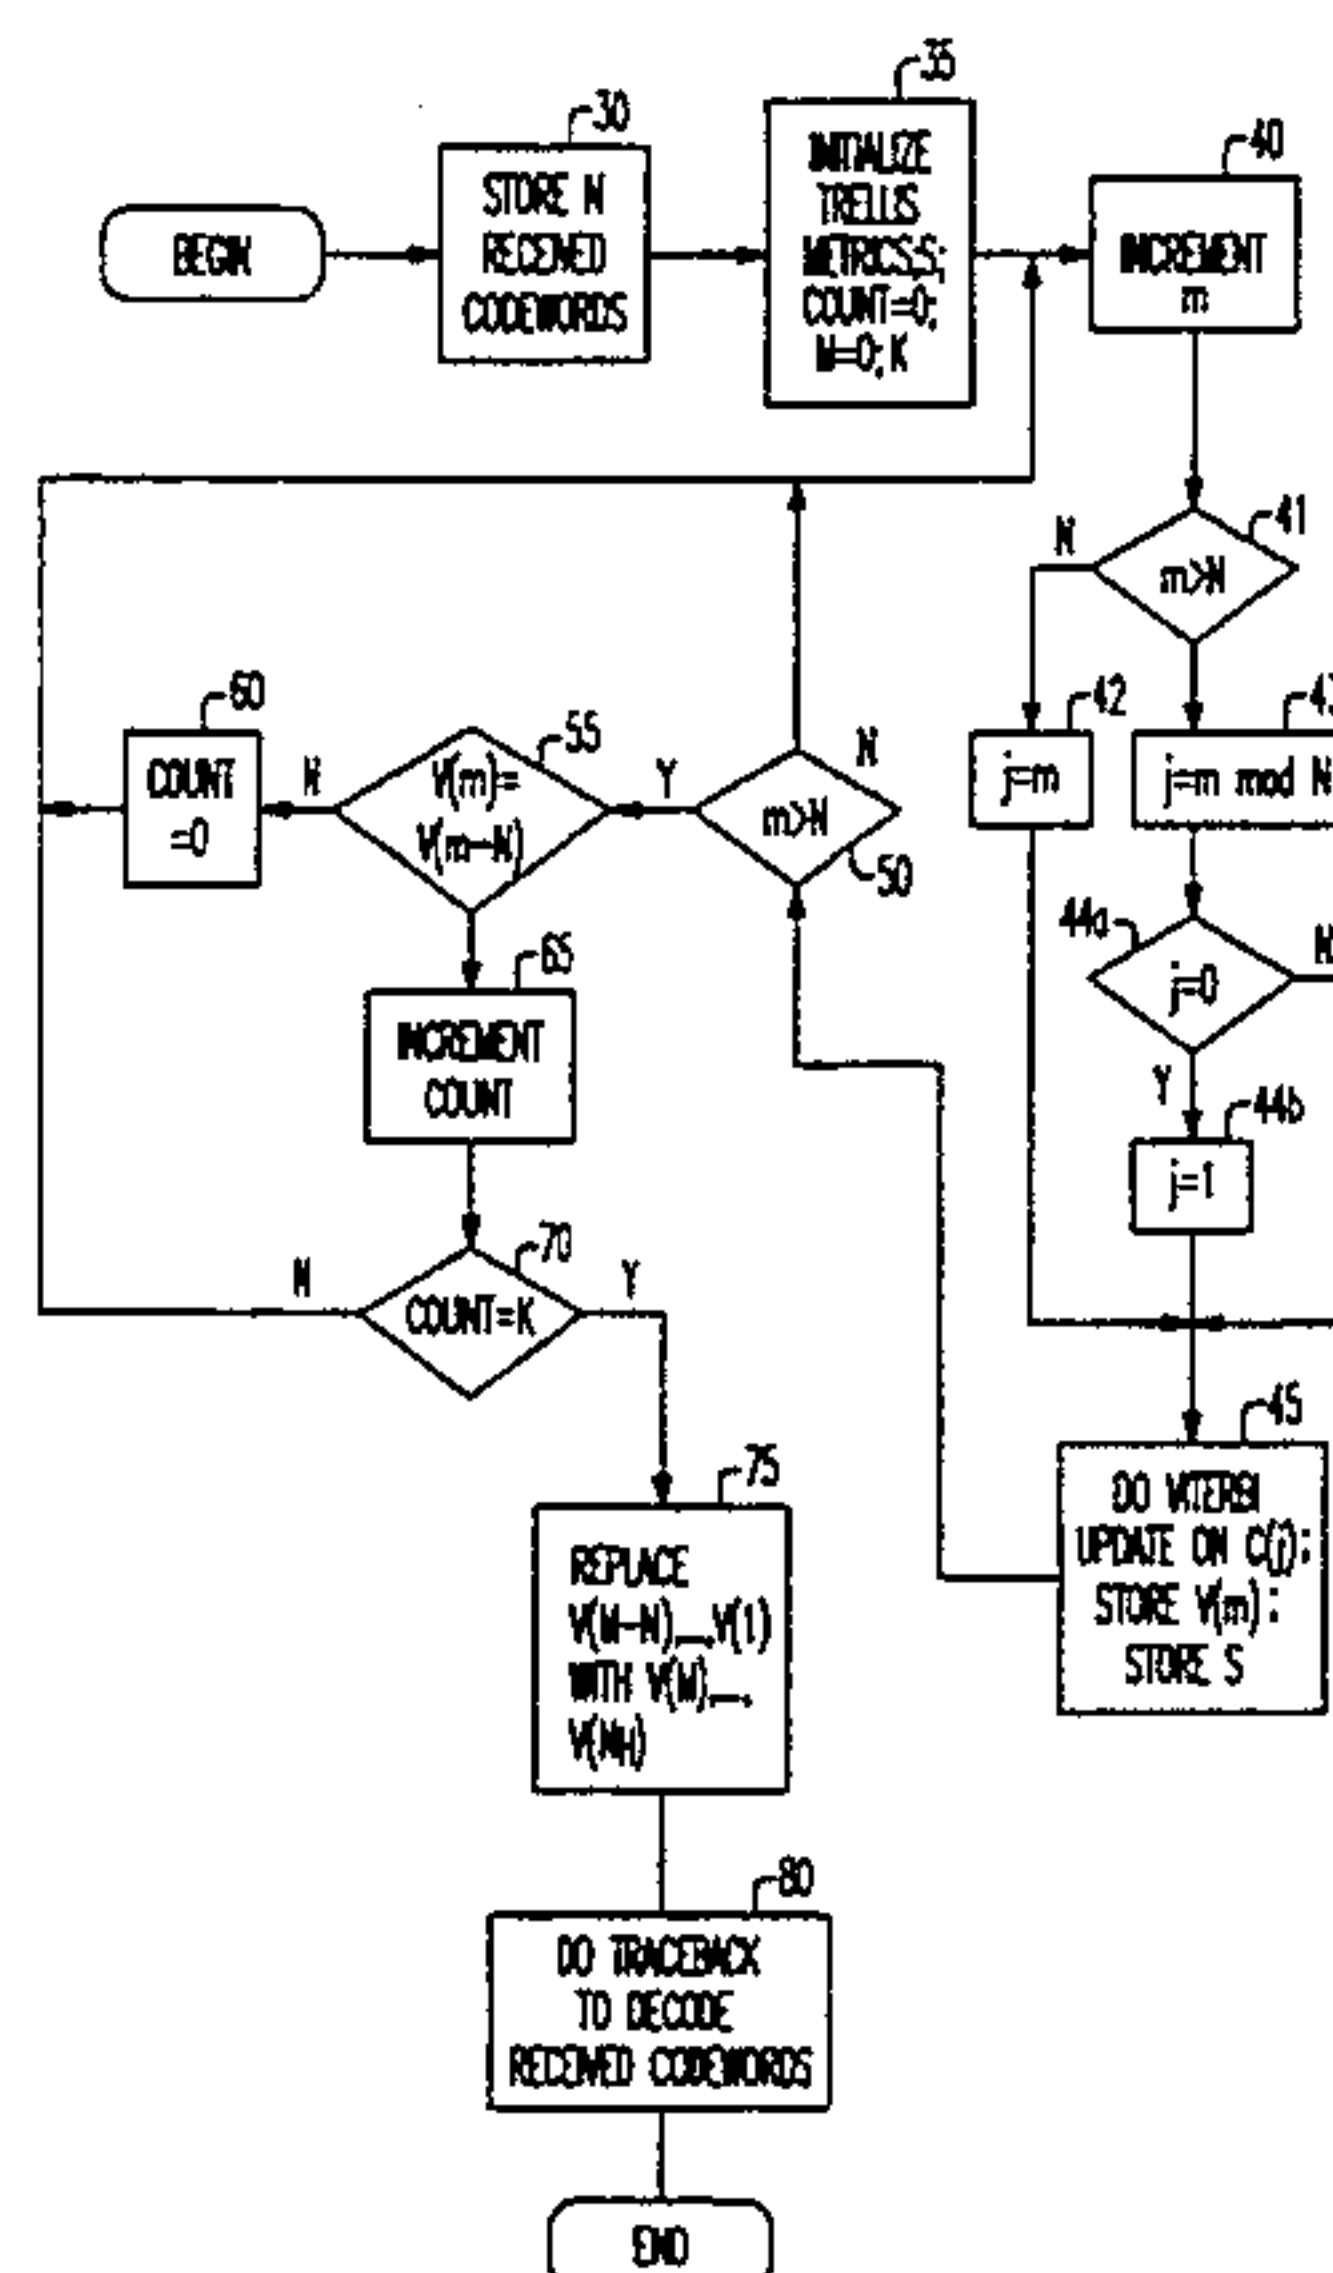 30
35
40
BEGIN
STORE N
RECEIVED
CODEWORDS
INITIALIZE
TRELLIS
METRICS,S;
COUNT=0;
M=0; K
INCREMENT
m
41
N
m>N
42
43
j=m
j=m mod N
60
COUNT
=0
N
55
V(m)=
V(m-N)
Y
N
m>N
50
44a
j=0
N
Y
44b
j=1
65
INCREMENT
COUNT
70
N
COUNT=K
Y
45
DO VITERBI
UPDATE ON C(j);
STORE V(m);
STORE S
75
REPLACE
V(M-N)...,V(1)
WITH V(M)...,
80
DO TRACEBACK
TO DECODE
RECEIVED CODEWORDS
END